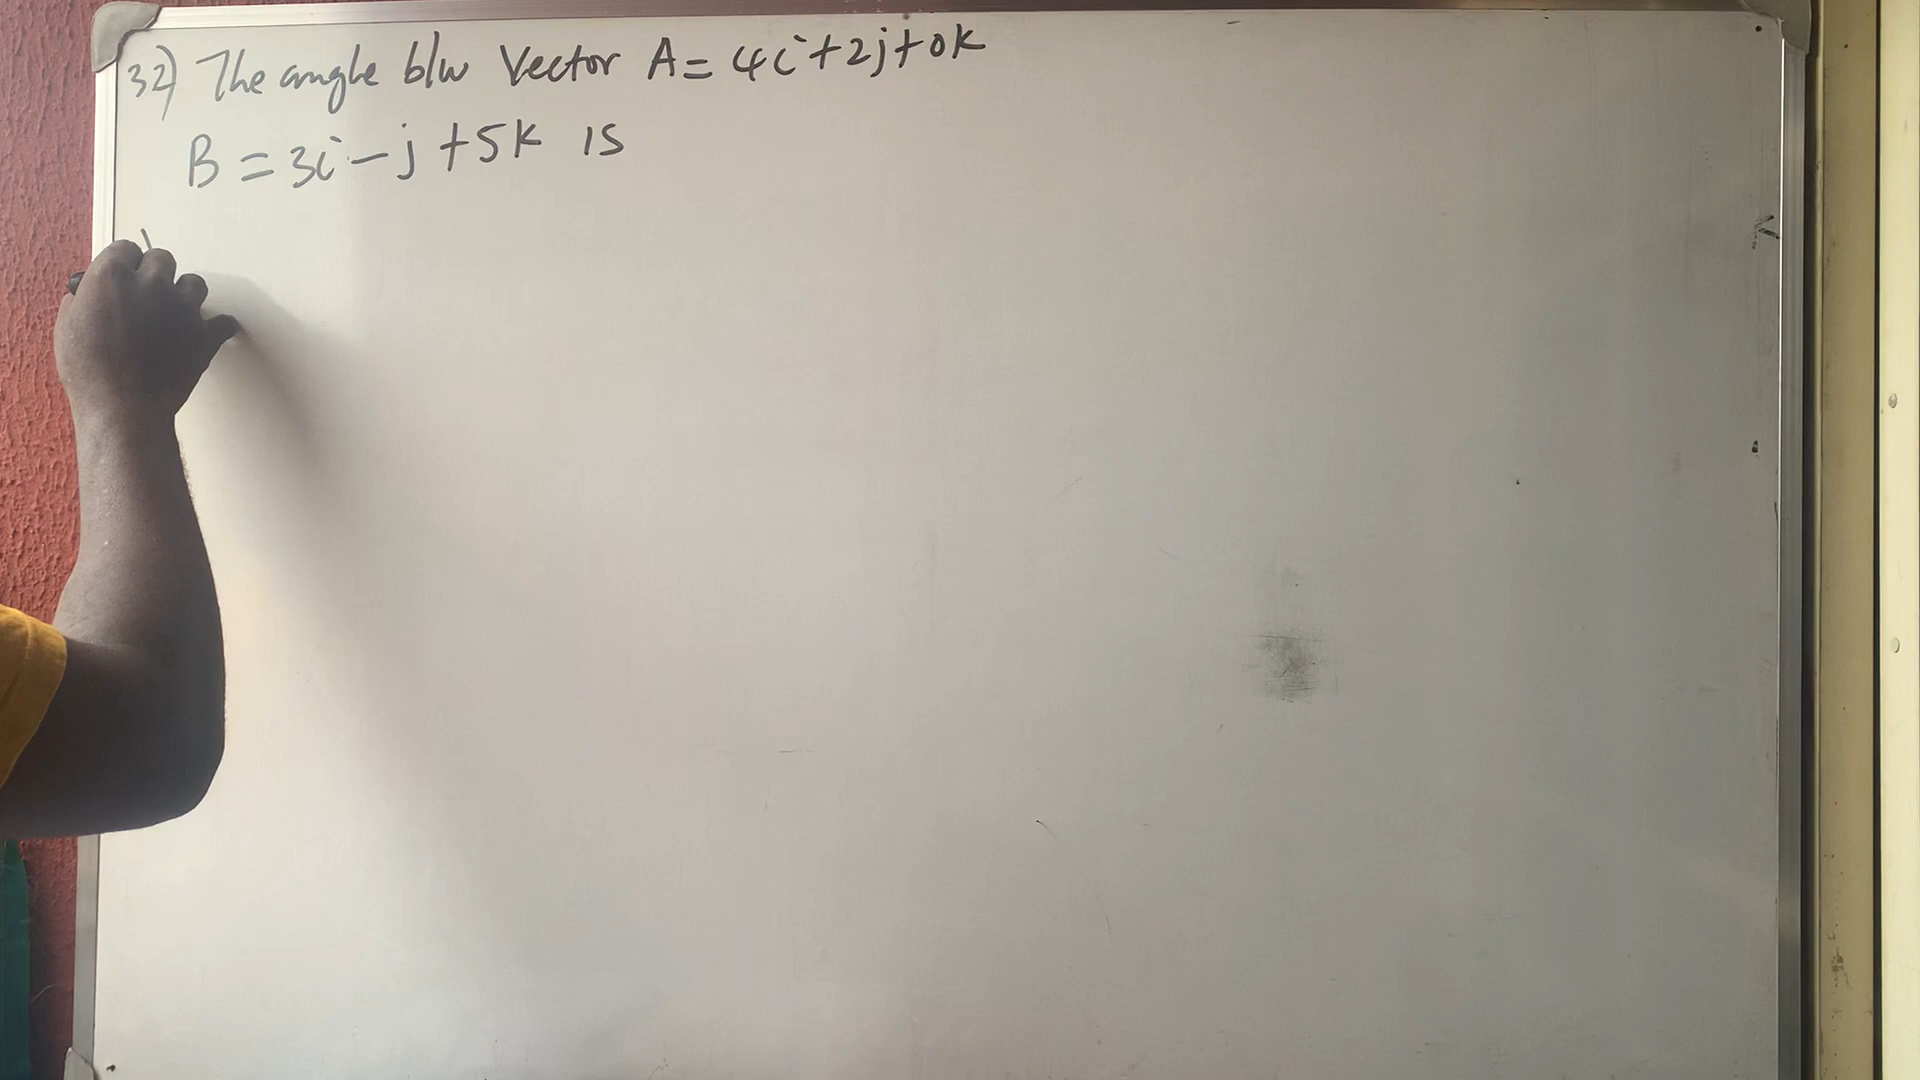 32) The angle b/w Vector A = 4i + 2j + 0k
B = 3i - j + 5k is